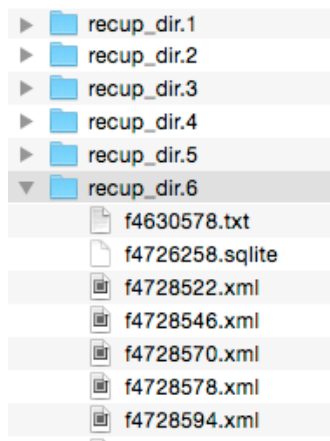 recup_dir.1
recup_dir.2
recup_dir.3
recup_dir.4
recup_dir.5
recup_dir.6
f4630578.txt
f4726258.sqlite
f4728522.xml
f4728546.xml
f4728570.xml
f4728578.xml
f4728594.xml